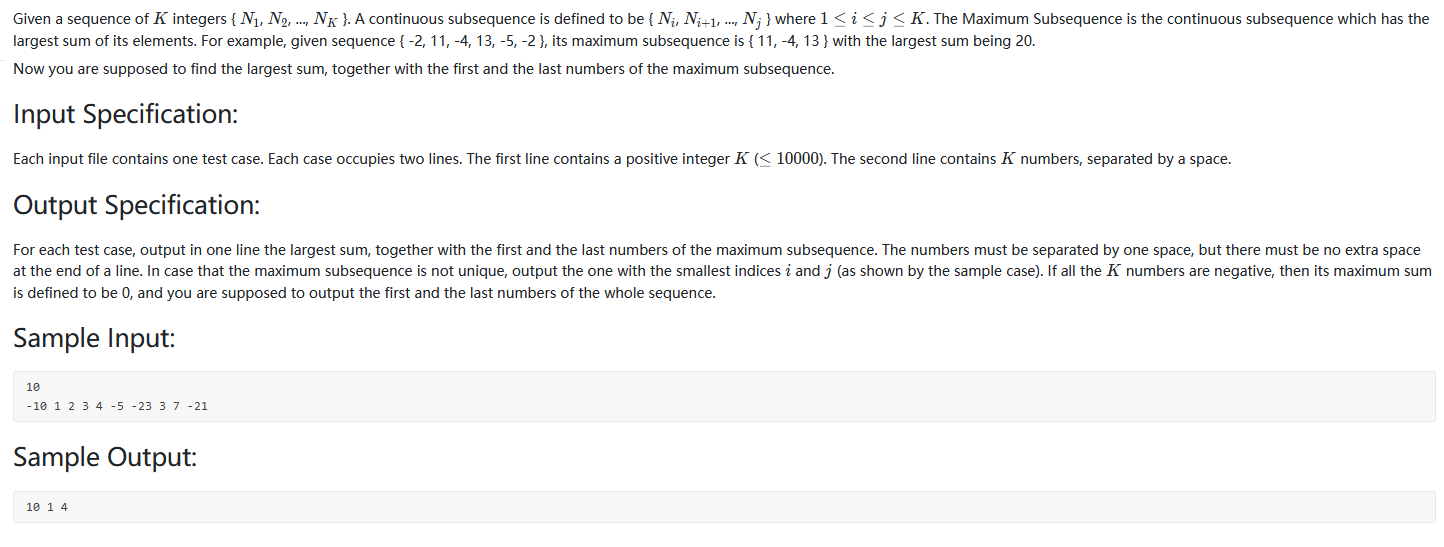 Given a sequence of K integers { N₁, N₂, ..., N_K }. A continuous subsequence is defined to be { Nᵢ, Nᵢ₊₁, ..., Nⱼ } where 1 ≤ i ≤ j ≤ K. The Maximum Subsequence is the continuous subsequence which has the
largest sum of its elements. For example, given sequence { -2, 11, -4, 13, -5, -2 }, its maximum subsequence is { 11, -4, 13 } with the largest sum being 20.
Now you are supposed to find the largest sum, together with the first and the last numbers of the maximum subsequence.
Input Specification:
Each input file contains one test case. Each case occupies two lines. The first line contains a positive integer K (≤ 10000). The second line contains K numbers, separated by a space.
Output Specification:
For each test case, output in one line the largest sum, together with the first and the last numbers of the maximum subsequence. The numbers must be separated by one space, but there must be no extra space
at the end of a line. In case that the maximum subsequence is not unique, output the one with the smallest indices i and j (as shown by the sample case). If all the K numbers are negative, then its maximum sum
is defined to be 0, and you are supposed to output the first and the last numbers of the whole sequence.
Sample Input:
10
-10 1 2 3 4 -5 -23 3 7 -21
Sample Output:
10 1 4